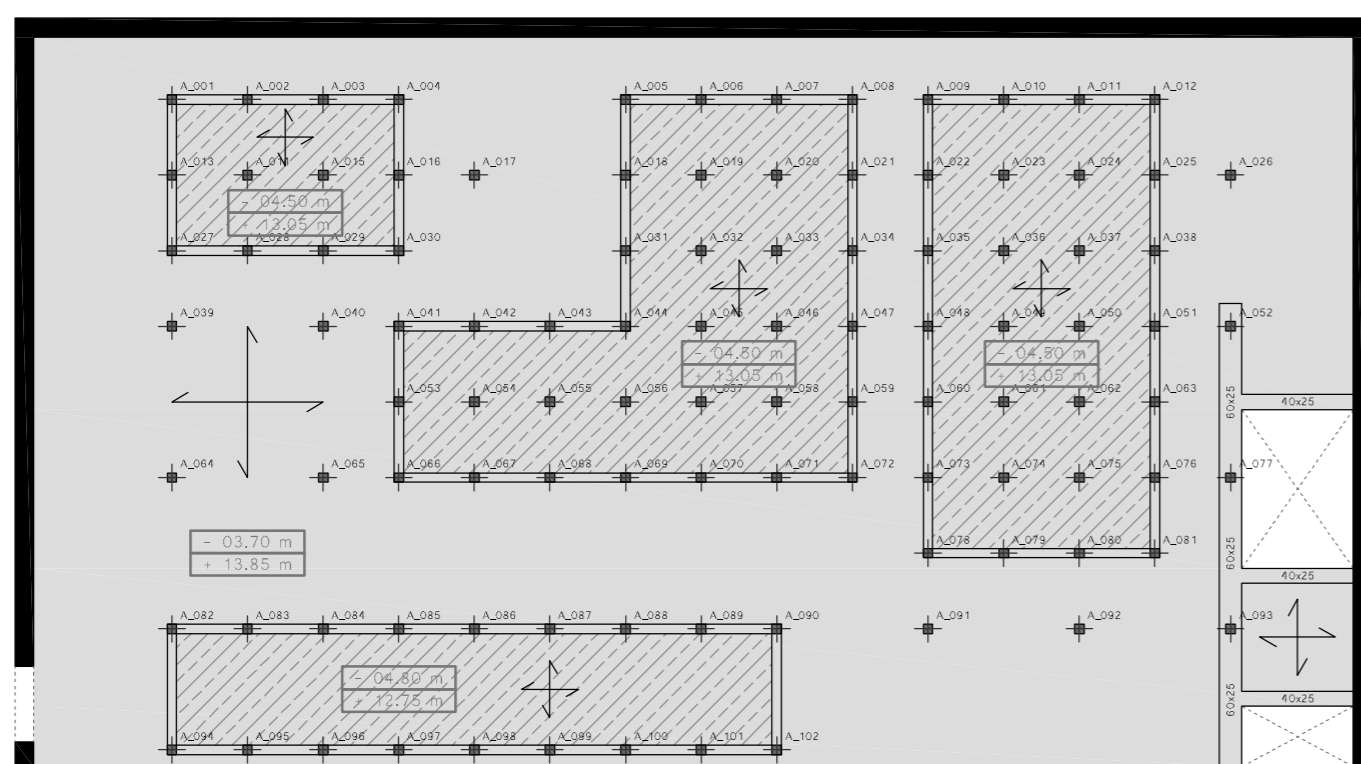 A_001 A_002 A_003 A_004 A_005 A_006 A_007 A_008 A_009 A_010 A_011 A_012
A_013 A_014 A_015 A_016 A_017 A_018 A_019 A_020 A_021 A_022 A_023 A_024 A_025 A_026
- 04.50 m
+ 13.05 m
A_027 A_028 A_029 A_030 A_031 A_032 A_033 A_034 A_035 A_036 A_037 A_038
A_039 A_040 A_041 A_042 A_043 A_044 A_045 A_046 A_047 A_048 A_049 A_050 A_051 A_052
- 04.50 m - 04.50 m
+ 13.05 m + 13.05 m
A_053 A_054 A_055 A_056 A_057 A_058 A_059 A_060 A_061 A_062 A_063
60x25 40x25
A_064 A_065 A_066 A_067 A_068 A_069 A_070 A_071 A_072 A_073 A_074 A_075 A_076 A_077
- 03.70 m
+ 13.85 m
A_078 A_079 A_080 A_081
60x25 40x25
A_082 A_083 A_084 A_085 A_086 A_087 A_088 A_089 A_090 A_091 A_092 A_093
- 04.80 m
+ 12.75 m
60x25 40x25
A_094 A_095 A_096 A_097 A_098 A_099 A_100 A_101 A_102